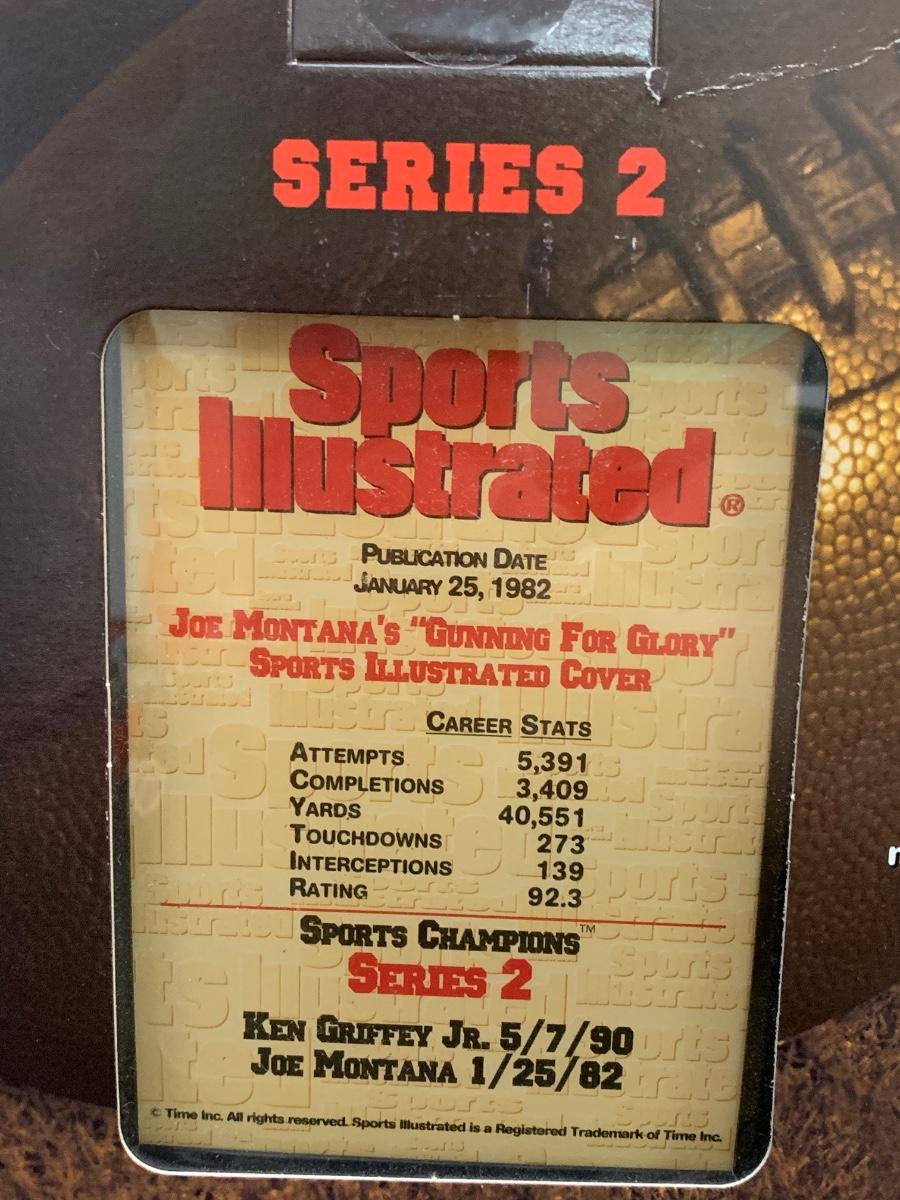 SERIES 2
Sports
Illustrated®
PUBLICATION DATE
JANUARY 25, 1982
JOE MONTANA'S "GUNNING FOR GLORY"
SPORTS ILLUSTRATED COVER
CAREER STATS
ATTEMPTS 5,391
COMPLETIONS 3,409
YARDS 40,551
TOUCHDOWNS 273
INTERCEPTIONS 139
RATING 92.3
SPORTS CHAMPIONS™
SERIES 2
KEN GRIFFEY JR. 5/7/90
JOE MONTANA 1/25/82
© Time Inc. All rights reserved. Sports Illustrated is a Registered Trademark of Time Inc.